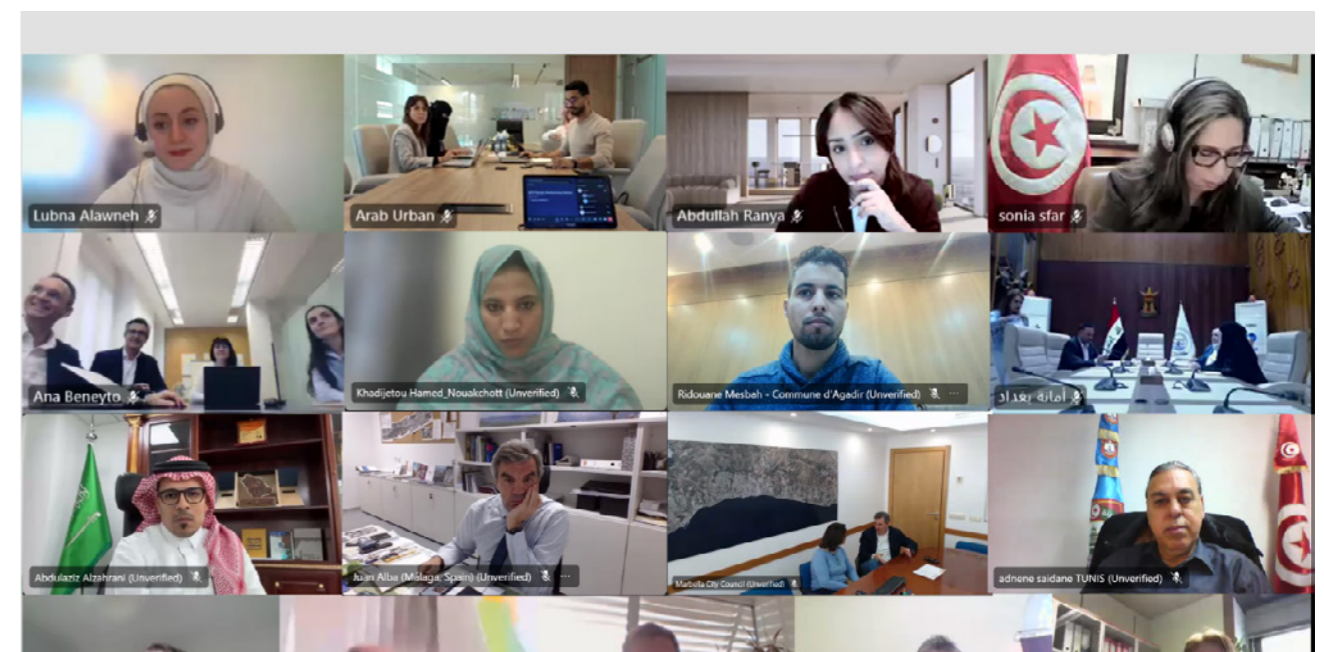 Lubna Alawneh
Arab Urban
Abdullah Ranya
sonia sfar
Ana Beneyto
Khadijetou Hamed_Nouakchott (Unverified)
Ridouane Mesbah - Commune d'Agadir (Unverified)
أمانه بغداد
Abdulaziz Alzahrani (Unverified)
Juan Alba (Málaga, Spain) (Unverified)
Marbella City Council (Unverified)
adnene saidane TUNIS (Unverified)